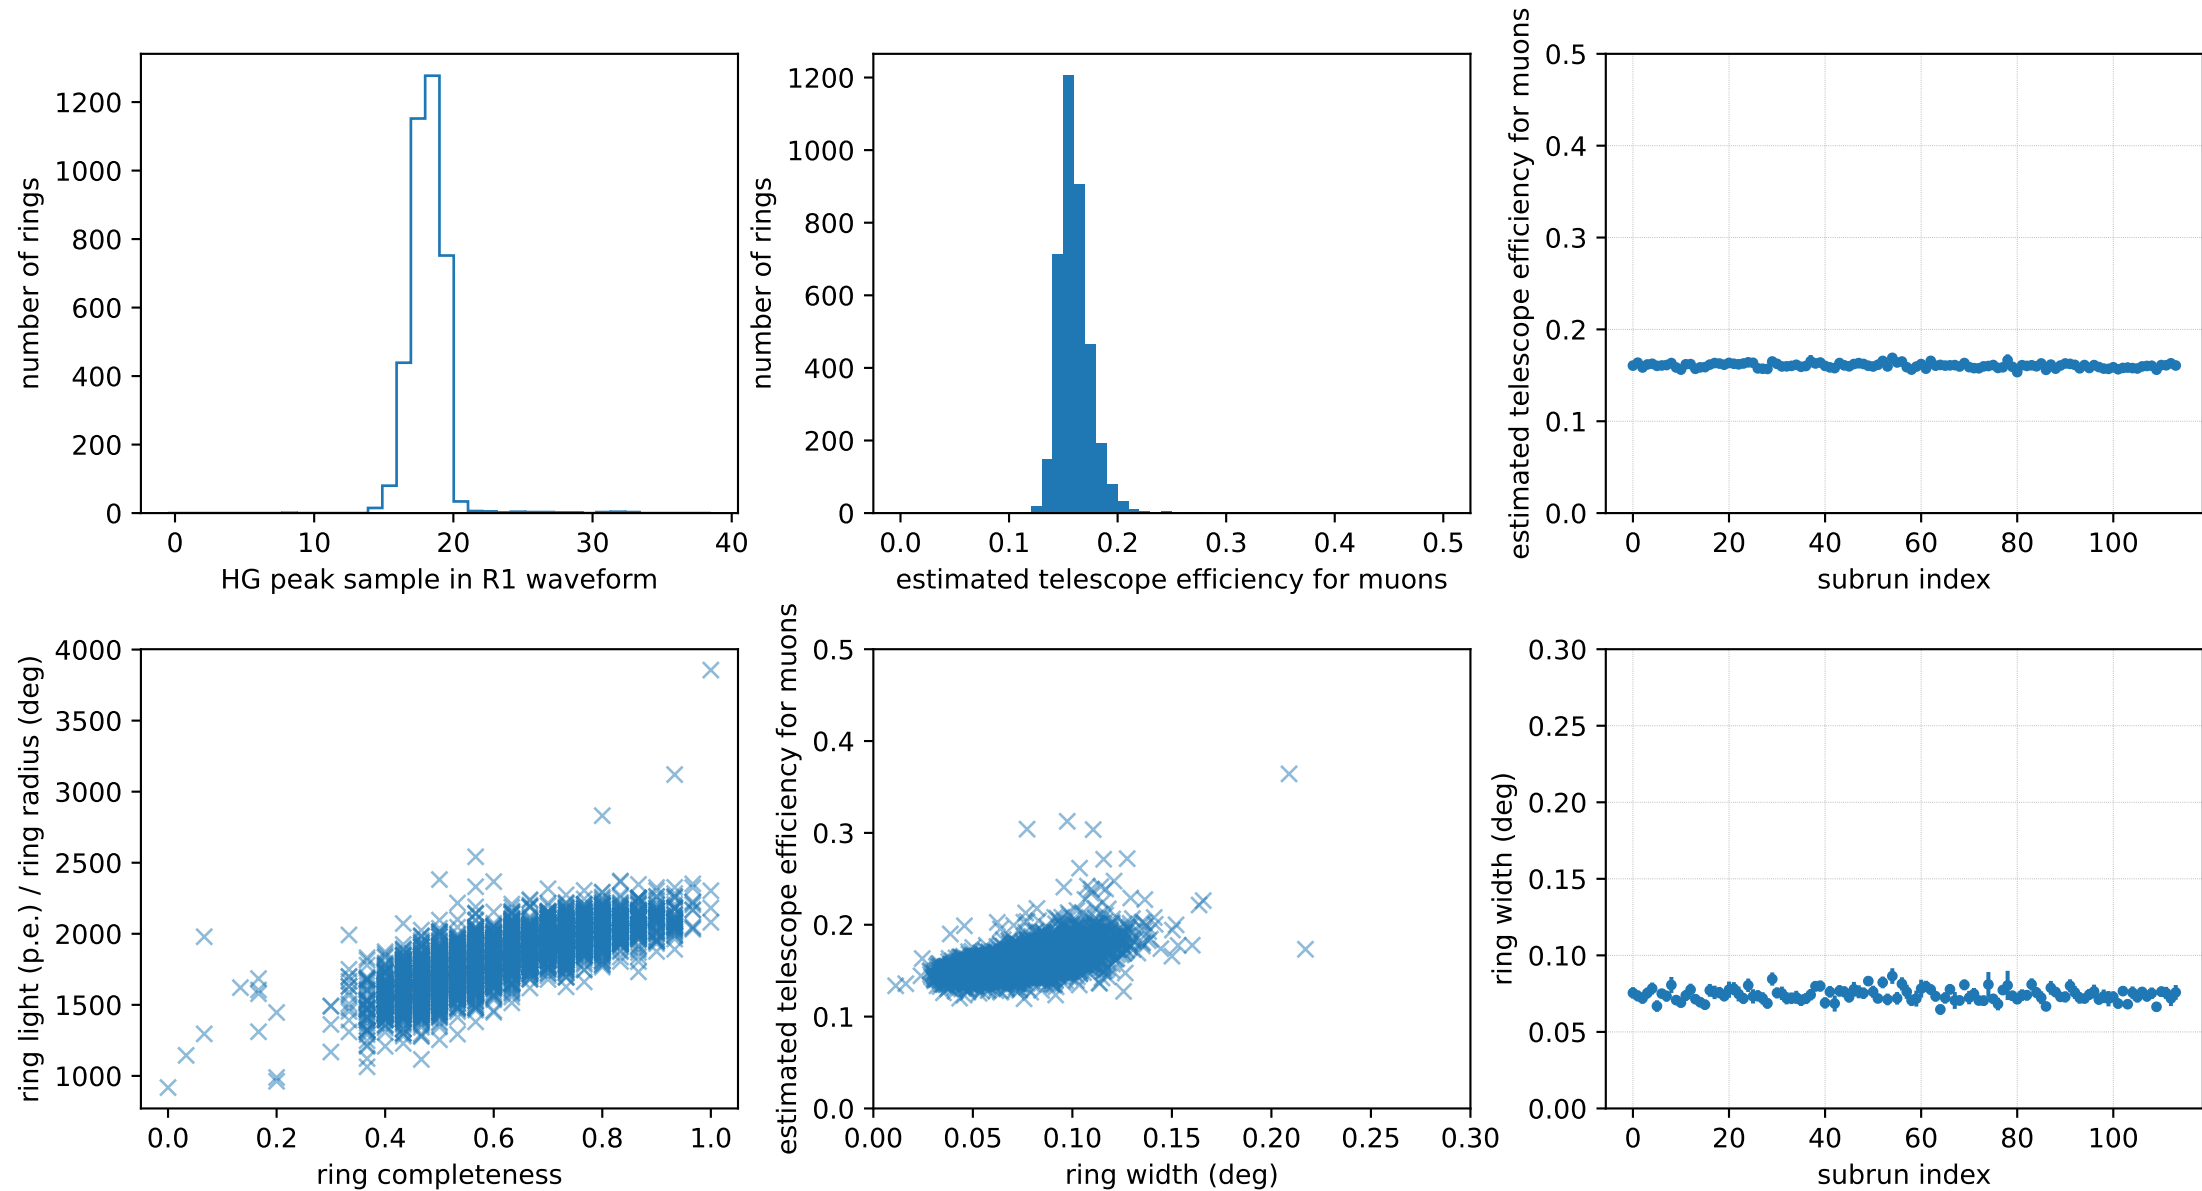 number of rings
1200
1000
800
600
400
200
0
0 10 20 30 40
HG peak sample in R1 waveform
number of rings
1200
1000
800
600
400
200
0
0.0 0.1 0.2 0.3 0.4 0.5
estimated telescope efficiency for muons
estimated telescope efficiency for muons
0.5
0.4
0.3
0.2
0.1
0.0
0 20 40 60 80 100
subrun index
ring light (p.e.) / ring radius (deg)
4000
3500
3000
2500
2000
1500
1000
0.0 0.2 0.4 0.6 0.8 1.0
ring completeness
estimated telescope efficiency for muons
0.5
0.4
0.3
0.2
0.1
0.0
0.00 0.05 0.10 0.15 0.20 0.25 0.30
ring width (deg)
ring width (deg)
0.30
0.25
0.20
0.15
0.10
0.05
0.00
0 20 40 60 80 100
subrun index